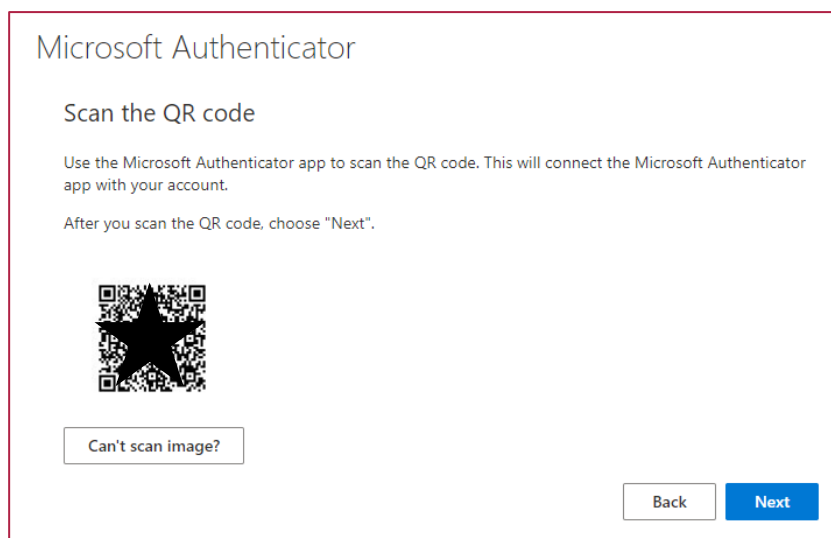 Microsoft Authenticator
Scan the QR code
Use the Microsoft Authenticator app to scan the QR code. This will connect the Microsoft Authenticator
app with your account.
After you scan the QR code, choose "Next".
Can't scan image?
Back
Next